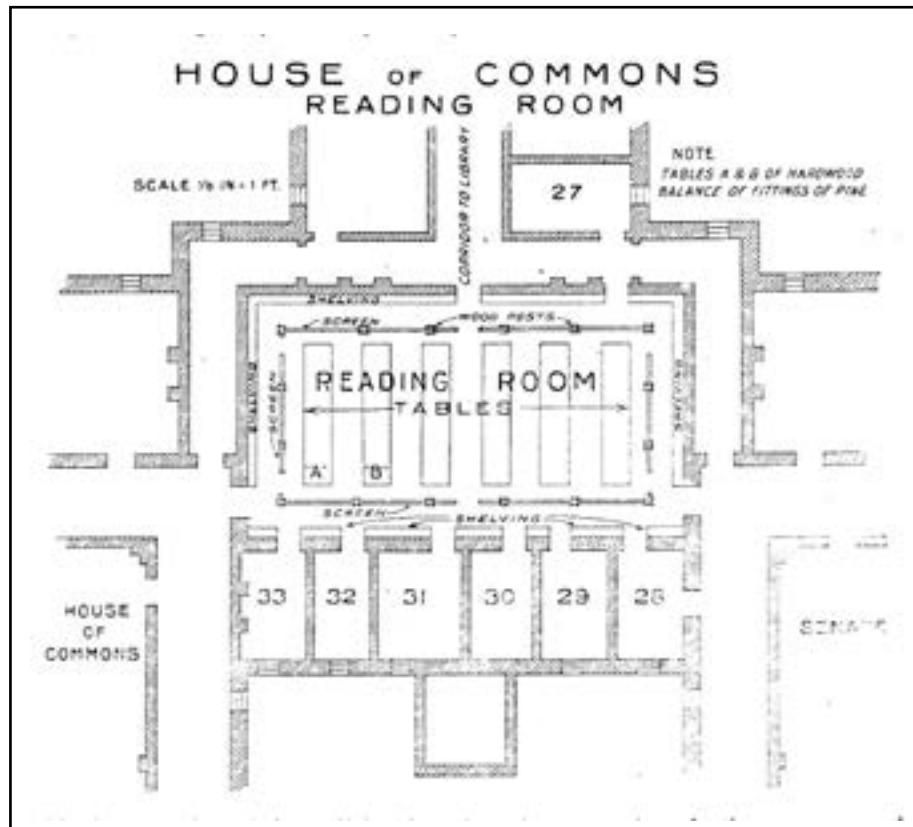 HOUSE OF COMMONS
READING ROOM
SCALE 1/8 IN = 1 FT.
CORRIDOR TO LIBRARY
27
NOTE
TABLES A & B OF HARDWOOD
BALANCE OF FITTINGS OF PINE
SHELVING
SCREEN
WOOD POSTS
SHELVING
SCREEN
READING ROOM
TABLES
SHELVING
A
B
SCREEN
SHELVING
33
32
31
30
29
28
HOUSE
OF
COMMONS
SENATE